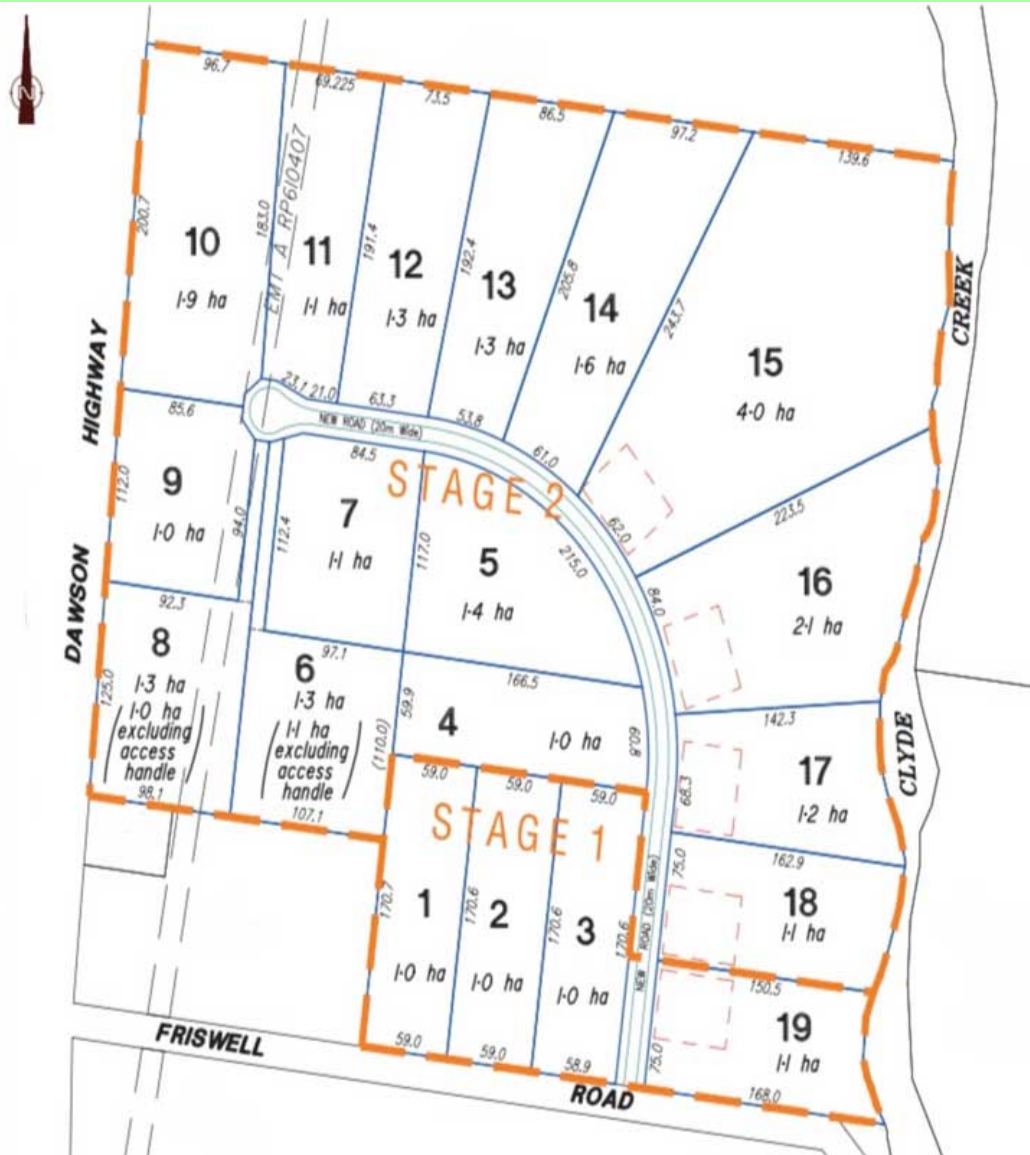 N
96.7
69.225
73.5
86.5
97.2
139.6
200.7
183.0
EMT A RP610407
191.4
192.4
205.8
243.7
10
1·9 ha
11
1·1 ha
12
1·3 ha
13
1·3 ha
14
1·6 ha
15
4·0 ha
CREEK
HIGHWAY
23.1
21.0
63.3
53.8
61.0
62.0
84.0
NEW ROAD (20m Wide)
85.6
84.5
STAGE 2
215.0
223.5
9
1·0 ha
112.0
94.0
112.4
7
1·1 ha
117.0
5
1·4 ha
16
2·1 ha
DAWSON
92.3
97.1
166.5
142.3
8
1·3 ha
1·0 ha
excluding
access
handle
125.0
98.1
6
1·3 ha
1·1 ha
excluding
access
handle
107.1
59.9
(110.0)
4
1·0 ha
60.8
59.0
59.0
59.0
68.3
17
1·2 ha
CLYDE
STAGE 1
162.9
75.0
18
1·1 ha
150.5
170.7
1
1·0 ha
170.6
2
1·0 ha
170.6
3
1·0 ha
170.6
NEW ROAD (20m Wide)
19
1·1 ha
75.0
59.0
59.0
58.9
168.0
FRISWELL
ROAD